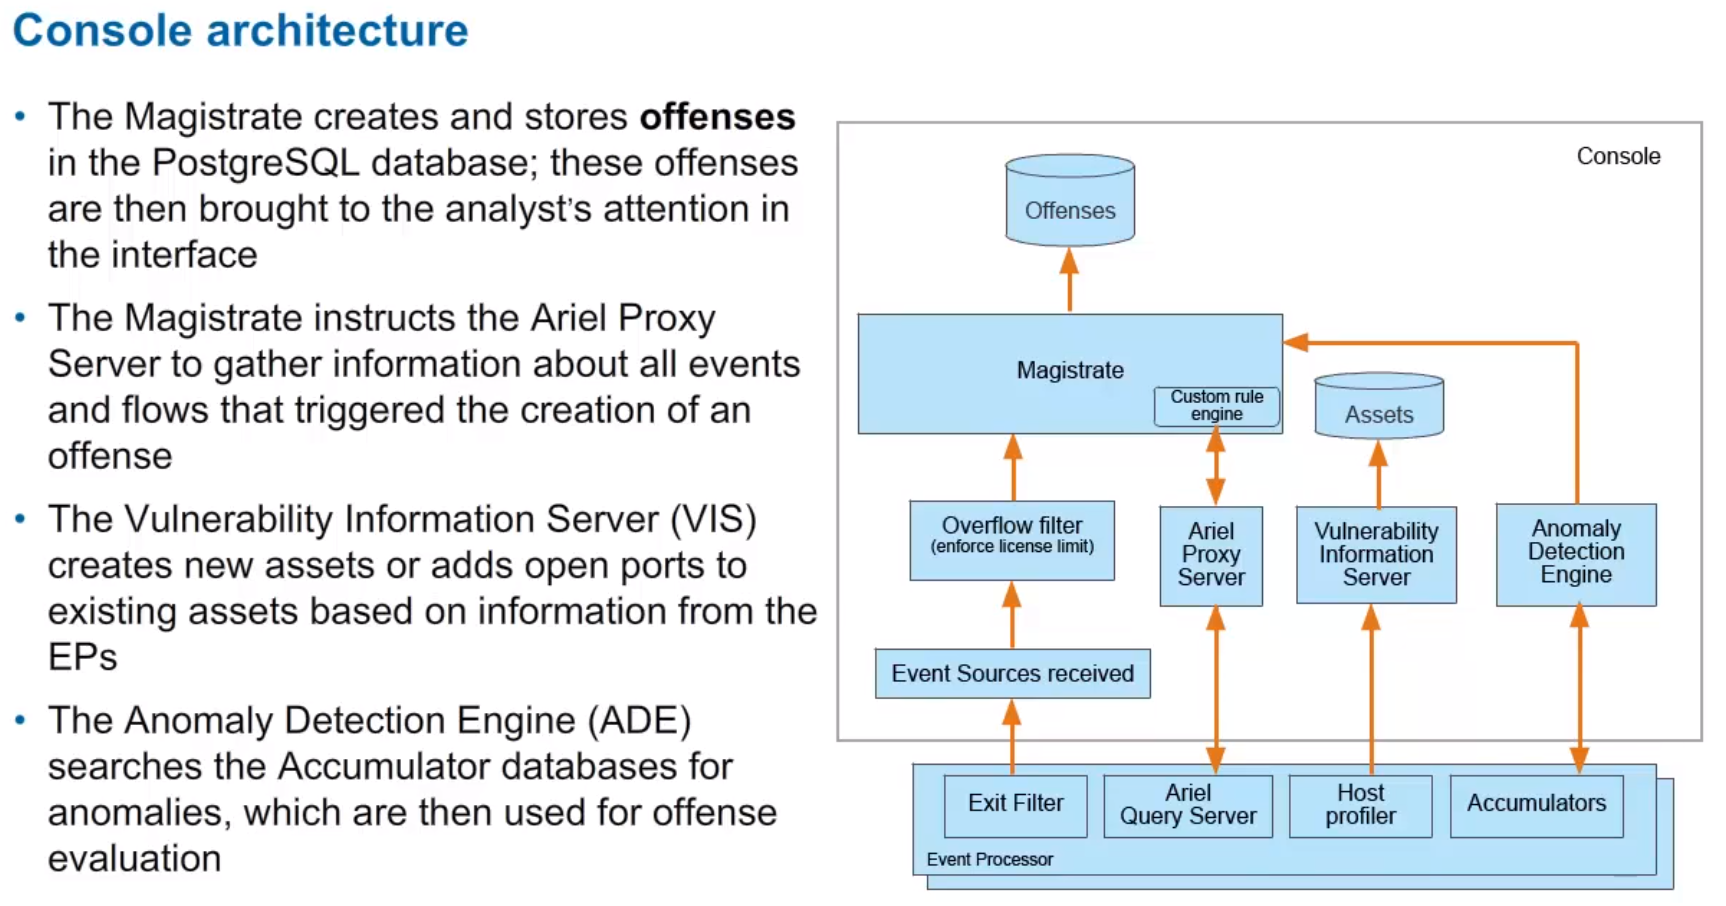 Console architecture
• The Magistrate creates and stores offenses
in the PostgreSQL database; these offenses
are then brought to the analyst's attention in
the interface
• The Magistrate instructs the Ariel Proxy
Server to gather information about all events
and flows that triggered the creation of an
offense
• The Vulnerability Information Server (VIS)
creates new assets or adds open ports to
existing assets based on information from the
EPs
• The Anomaly Detection Engine (ADE)
searches the Accumulator databases for
anomalies, which are then used for offense
evaluation
Console
Offenses
Magistrate
Custom rule
engine
Assets
Overflow filter
(enforce license limit)
Ariel
Proxy
Server
Vulnerability
Information
Server
Anomaly
Detection
Engine
Event Sources received
Exit Filter
Ariel
Query Server
Host
profiler
Accumulators
Event Processor